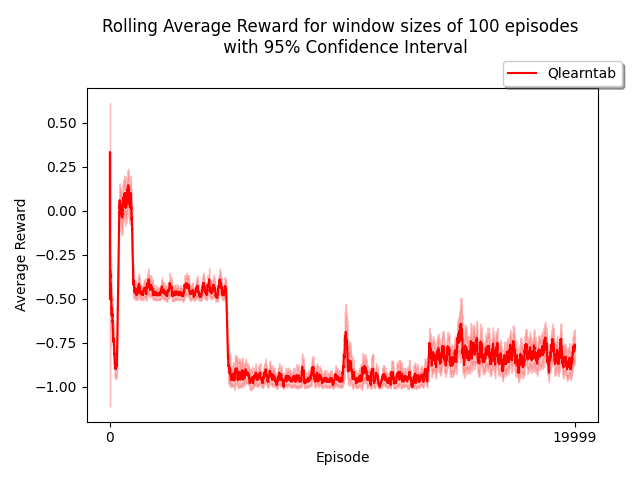 Rolling Average Reward for window sizes of 100 episodes
with 95% Confidence Interval
Qlearntab
0.50
0.25
0.00
−0.25
−0.50
−0.75
−1.00
Average Reward
0
19999
Episode